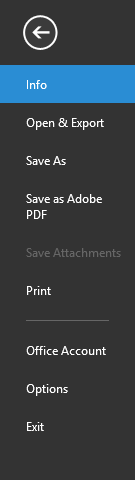 Info
Open & Export
Save As
Save as Adobe
PDF
Save Attachments
Print
Office Account
Options
Exit